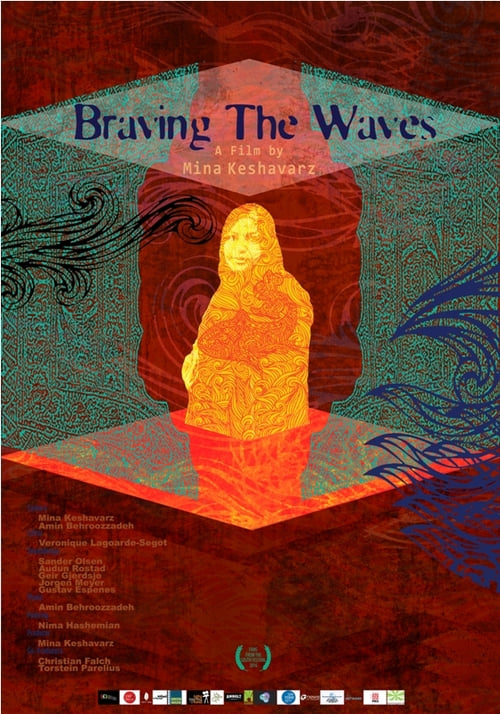 Braving The Waves
A Film by
Mina Keshavarz
Mina Keshavarz
Amin Behroozzadeh
Veronique Lagoarde-Segot
Sander Olsen
Audun Rostad
Geir Gjerdsjo
Jorgen Meyer
Gustav Espenes
Amin Behroozzadeh
Nima Hashemian
Mina Keshavarz
Christian Falch
Torstein Parelius